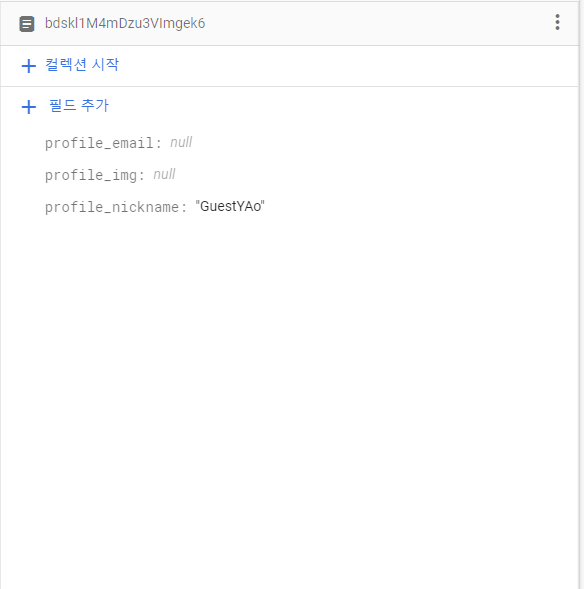 bdskl1M4mDzu3VImgek6
컬렉션 시작
필드 추가
profile_email: null
profile_img: null
profile_nickname: "GuestYAo"